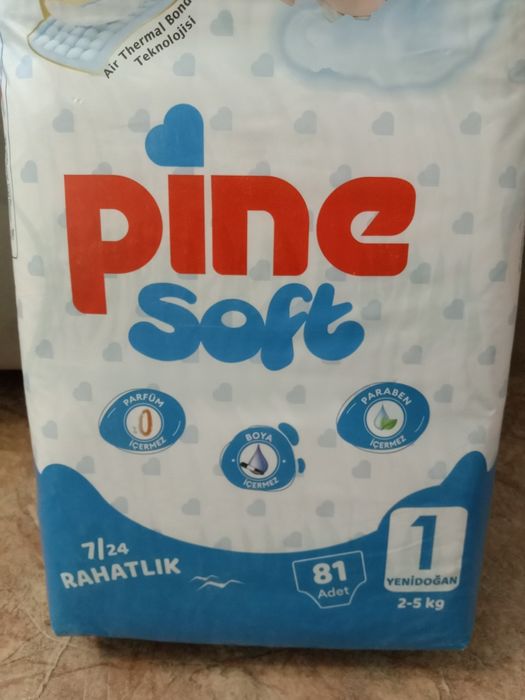 Air Thermal Bond
Teknolojisi
pine
soft
PARFÜM
İÇERMEZ
BOYA
İÇERMEZ
PARABEN
İÇERMEZ
7/24
RAHATLIK
81
Adet
1
YENİDOĞAN
2-5 kg